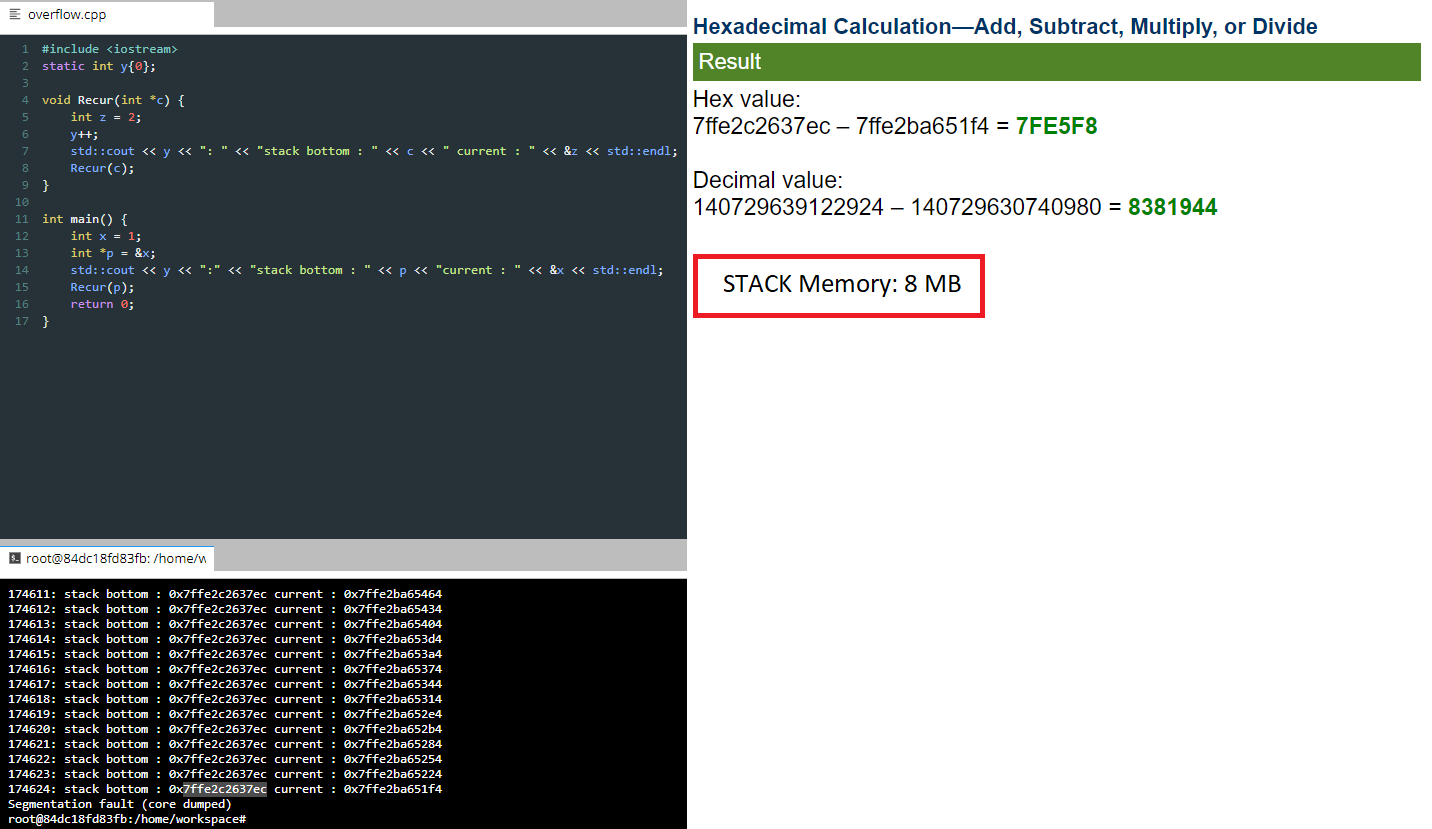 overflow.cpp
1 #include <iostream>
2 static int y{0};
3
4 void Recur(int *c) {
5     int z = 2;
6     y++;
7     std::cout << y << ": " << "stack bottom : " << c << " current : " << &z << std::endl;
8     Recur(c);
9 }
10
11 int main() {
12     int x = 1;
13     int *p = &x;
14     std::cout << y << ":" << "stack bottom : " << p << "current : " << &x << std::endl;
15     Recur(p);
16     return 0;
17 }
root@84dc18fd83fb: /home/w
174611: stack bottom : 0x7ffe2c2637ec current : 0x7ffe2ba65464
174612: stack bottom : 0x7ffe2c2637ec current : 0x7ffe2ba65434
174613: stack bottom : 0x7ffe2c2637ec current : 0x7ffe2ba65404
174614: stack bottom : 0x7ffe2c2637ec current : 0x7ffe2ba653d4
174615: stack bottom : 0x7ffe2c2637ec current : 0x7ffe2ba653a4
174616: stack bottom : 0x7ffe2c2637ec current : 0x7ffe2ba65374
174617: stack bottom : 0x7ffe2c2637ec current : 0x7ffe2ba65344
174618: stack bottom : 0x7ffe2c2637ec current : 0x7ffe2ba65314
174619: stack bottom : 0x7ffe2c2637ec current : 0x7ffe2ba652e4
174620: stack bottom : 0x7ffe2c2637ec current : 0x7ffe2ba652b4
174621: stack bottom : 0x7ffe2c2637ec current : 0x7ffe2ba65284
174622: stack bottom : 0x7ffe2c2637ec current : 0x7ffe2ba65254
174623: stack bottom : 0x7ffe2c2637ec current : 0x7ffe2ba65224
174624: stack bottom : 0x7ffe2c2637ec current : 0x7ffe2ba651f4
Segmentation fault (core dumped)
root@84dc18fd83fb:/home/workspace#
Hexadecimal Calculation—Add, Subtract, Multiply, or Divide
Result
Hex value:
7ffe2c2637ec – 7ffe2ba651f4 = 7FE5F8
Decimal value:
140729639122924 – 140729630740980 = 8381944
STACK Memory: 8 MB